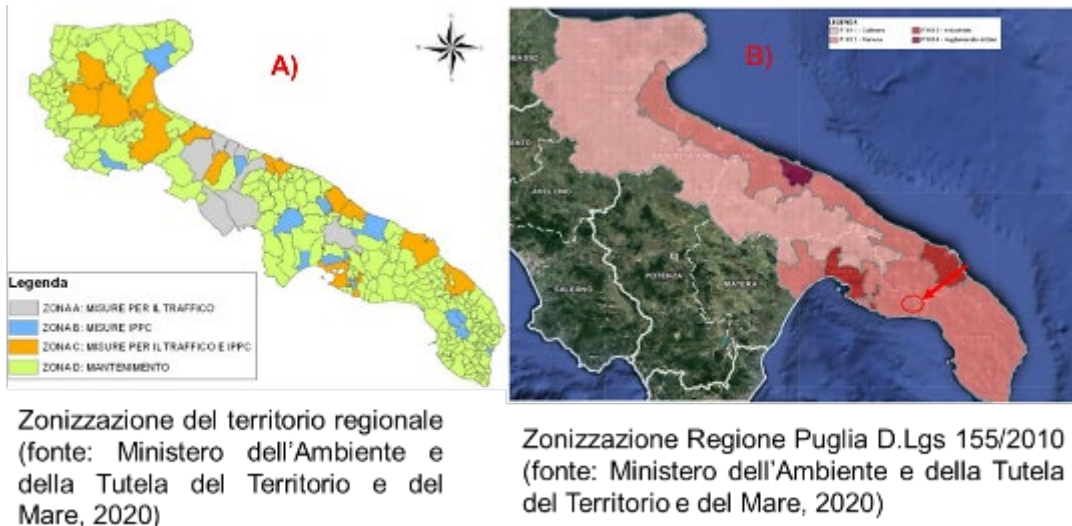 A)
Legenda
ZONA A: MISURE PER IL TRAFFICO
ZONA B: MISURE IPPC
ZONA C: MISURE PER IL TRAFFICO E IPPC
ZONA D: MANTENIMENTO
Zonizzazione del territorio regionale
(fonte: Ministero dell'Ambiente e
della Tutela del Territorio e del
Mare, 2020)
B)
LEGENDA
POTENZA
MATERA
SALERNO
AVELLINO
Zonizzazione Regione Puglia D.Lgs 155/2010
(fonte: Ministero dell'Ambiente e della Tutela
del Territorio e del Mare, 2020)